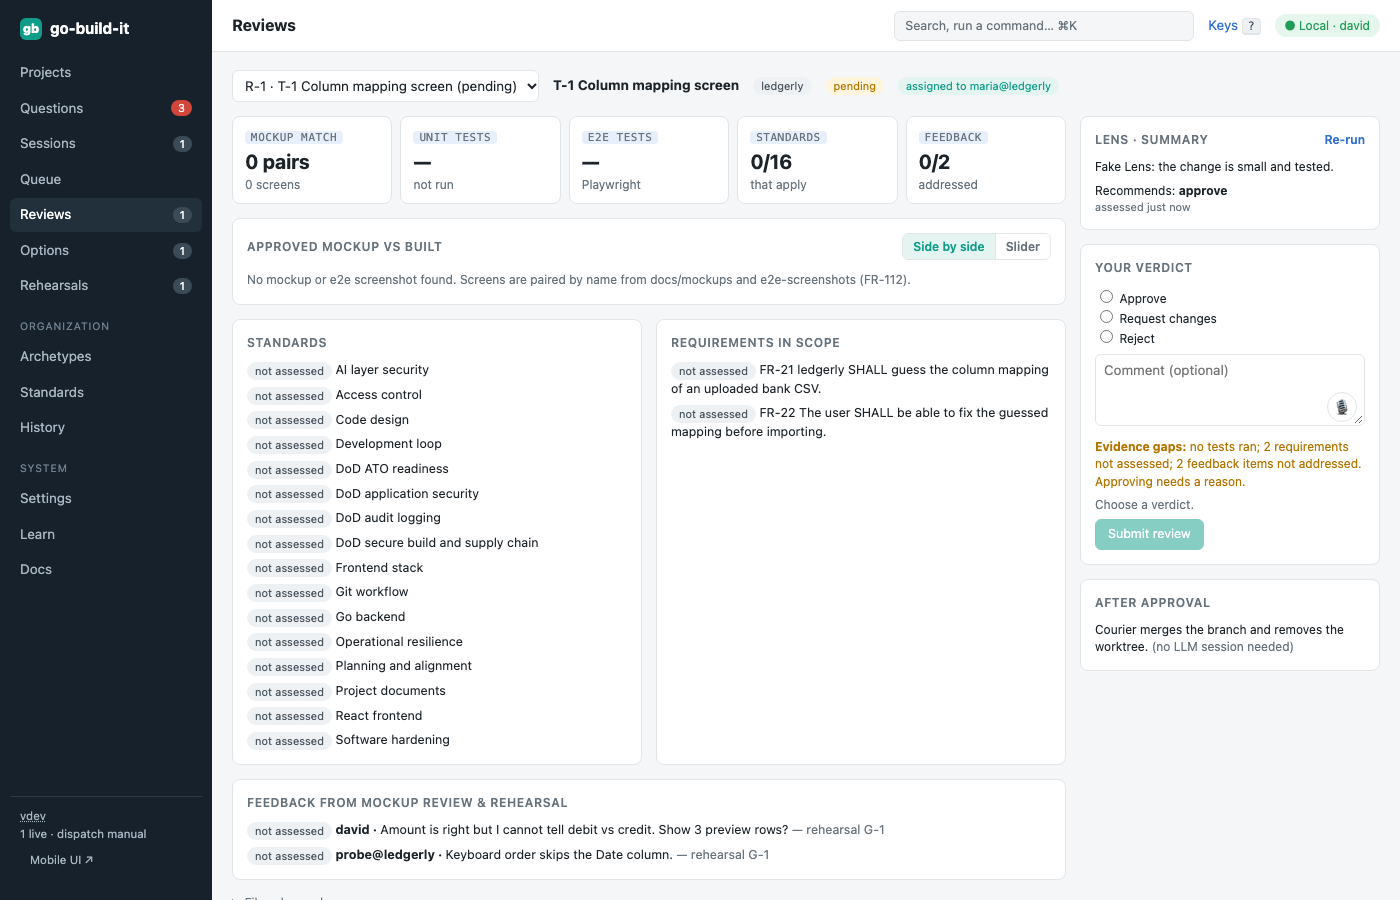 gb go-build-it
Projects
Questions 3
Sessions 1
Queue
Reviews 1
Options 1
Rehearsals 1
ORGANIZATION
Archetypes
Standards
History
SYSTEM
Settings
Learn
Docs
vdev
1 live · dispatch manual
Mobile UI ↗
Reviews
Search, run a command... ⌘K
Keys ?
Local · david
R-1 · T-1 Column mapping screen (pending)
T-1 Column mapping screen
ledgerly
pending
assigned to maria@ledgerly
MOCKUP MATCH
0 pairs
0 screens
UNIT TESTS
—
not run
E2E TESTS
—
Playwright
STANDARDS
0/16
that apply
FEEDBACK
0/2
addressed
APPROVED MOCKUP VS BUILT
Side by side
Slider
No mockup or e2e screenshot found. Screens are paired by name from docs/mockups and e2e-screenshots (FR-112).
STANDARDS
not assessed AI layer security
not assessed Access control
not assessed Code design
not assessed Development loop
not assessed DoD ATO readiness
not assessed DoD application security
not assessed DoD audit logging
not assessed DoD secure build and supply chain
not assessed Frontend stack
not assessed Git workflow
not assessed Go backend
not assessed Operational resilience
not assessed Planning and alignment
not assessed Project documents
not assessed React frontend
not assessed Software hardening
REQUIREMENTS IN SCOPE
not assessed FR-21 ledgerly SHALL guess the column mapping
of an uploaded bank CSV.
not assessed FR-22 The user SHALL be able to fix the guessed
mapping before importing.
FEEDBACK FROM MOCKUP REVIEW & REHEARSAL
not assessed david · Amount is right but I cannot tell debit vs credit. Show 3 preview rows? — rehearsal G-1
not assessed probe@ledgerly · Keyboard order skips the Date column. — rehearsal G-1
LENS · SUMMARY
Re-run
Fake Lens: the change is small and tested.
Recommends: approve
assessed just now
YOUR VERDICT
Approve
Request changes
Reject
Comment (optional)
Evidence gaps: no tests ran; 2 requirements
not assessed; 2 feedback items not addressed.
Approving needs a reason.
Choose a verdict.
Submit review
AFTER APPROVAL
Courier merges the branch and removes the
worktree. (no LLM session needed)